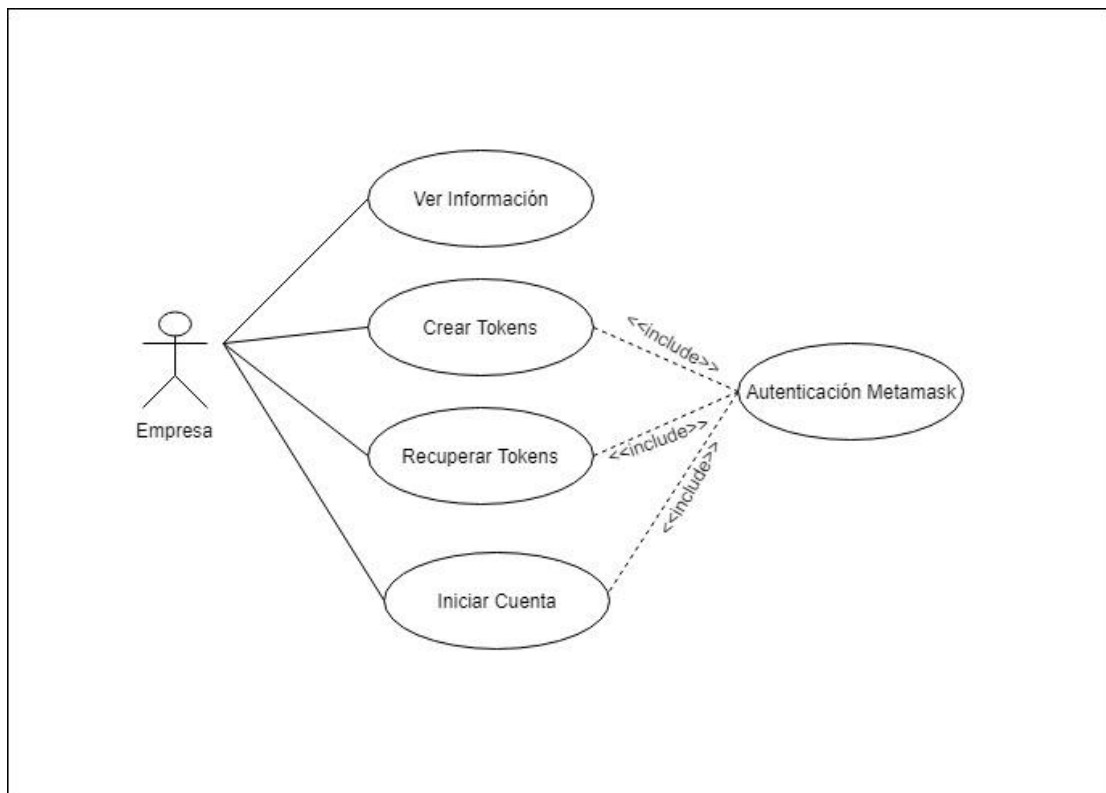 Ver Información
Crear Tokens
<<include>>
Autenticación Metamask
Empresa
Recuperar Tokens
<<include>>
<<include>>
Iniciar Cuenta